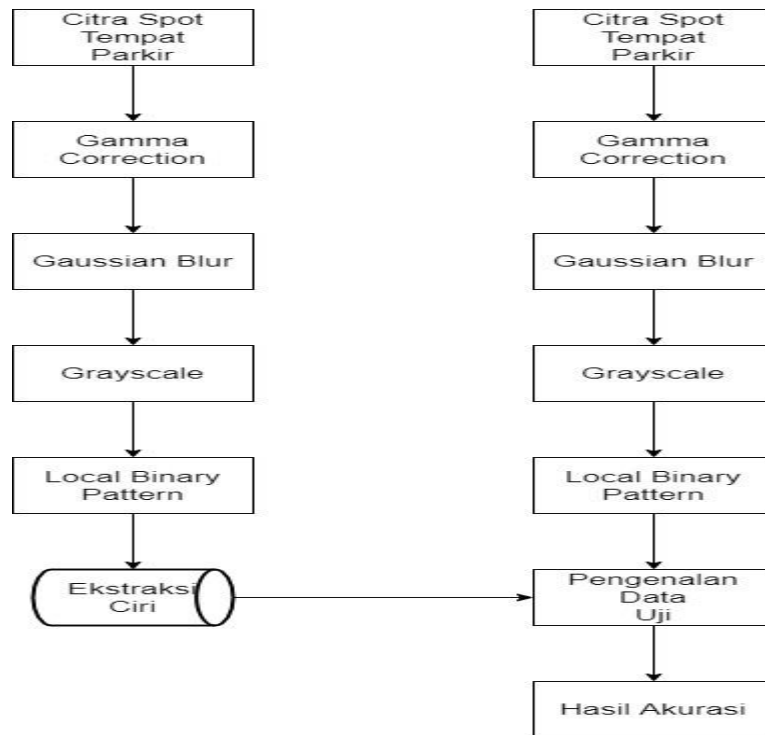 Citra Spot
Tempat
Parkir
Gamma
Correction
Gaussian Blur
Grayscale
Local Binary
Pattern
Ekstraksi
Ciri
Citra Spot
Tempat
Parkir
Gamma
Correction
Gaussian Blur
Grayscale
Local Binary
Pattern
Pengenalan
Data
Uji
Hasil Akurasi